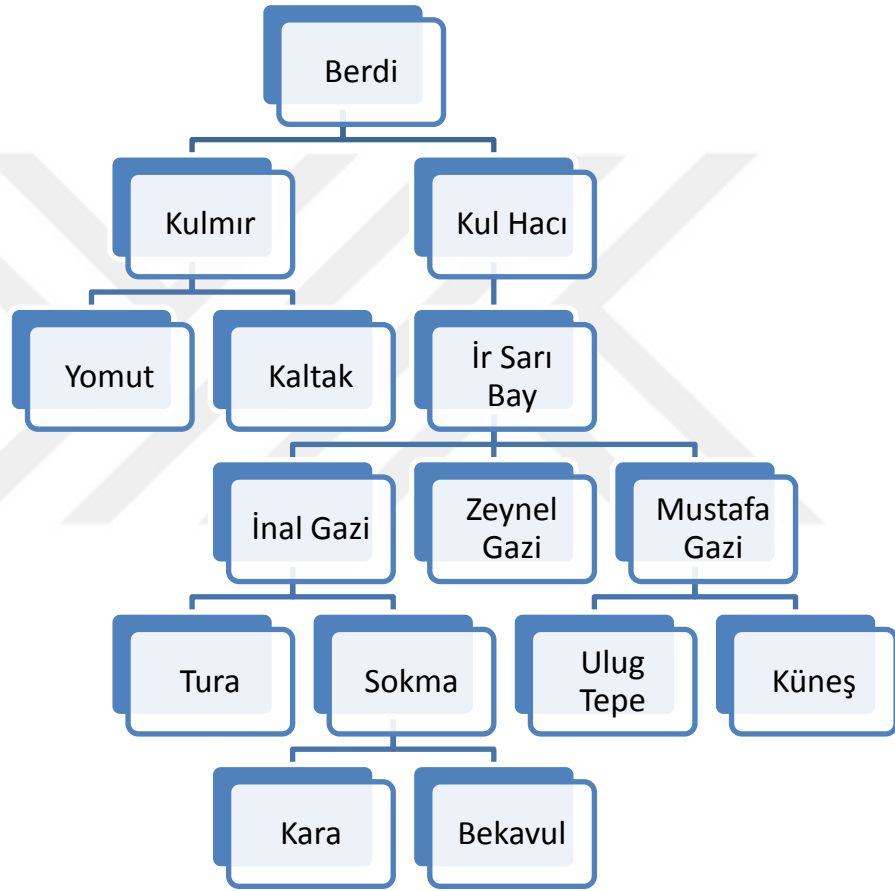 Berdi
Kulmır
Kul Hacı
Yomut
Kaltak
İr Sarı
Bay
İnal Gazi
Zeynel
Gazi
Mustafa
Gazi
Tura
Sokma
Ulug
Tepe
Küneş
Kara
Bekavul